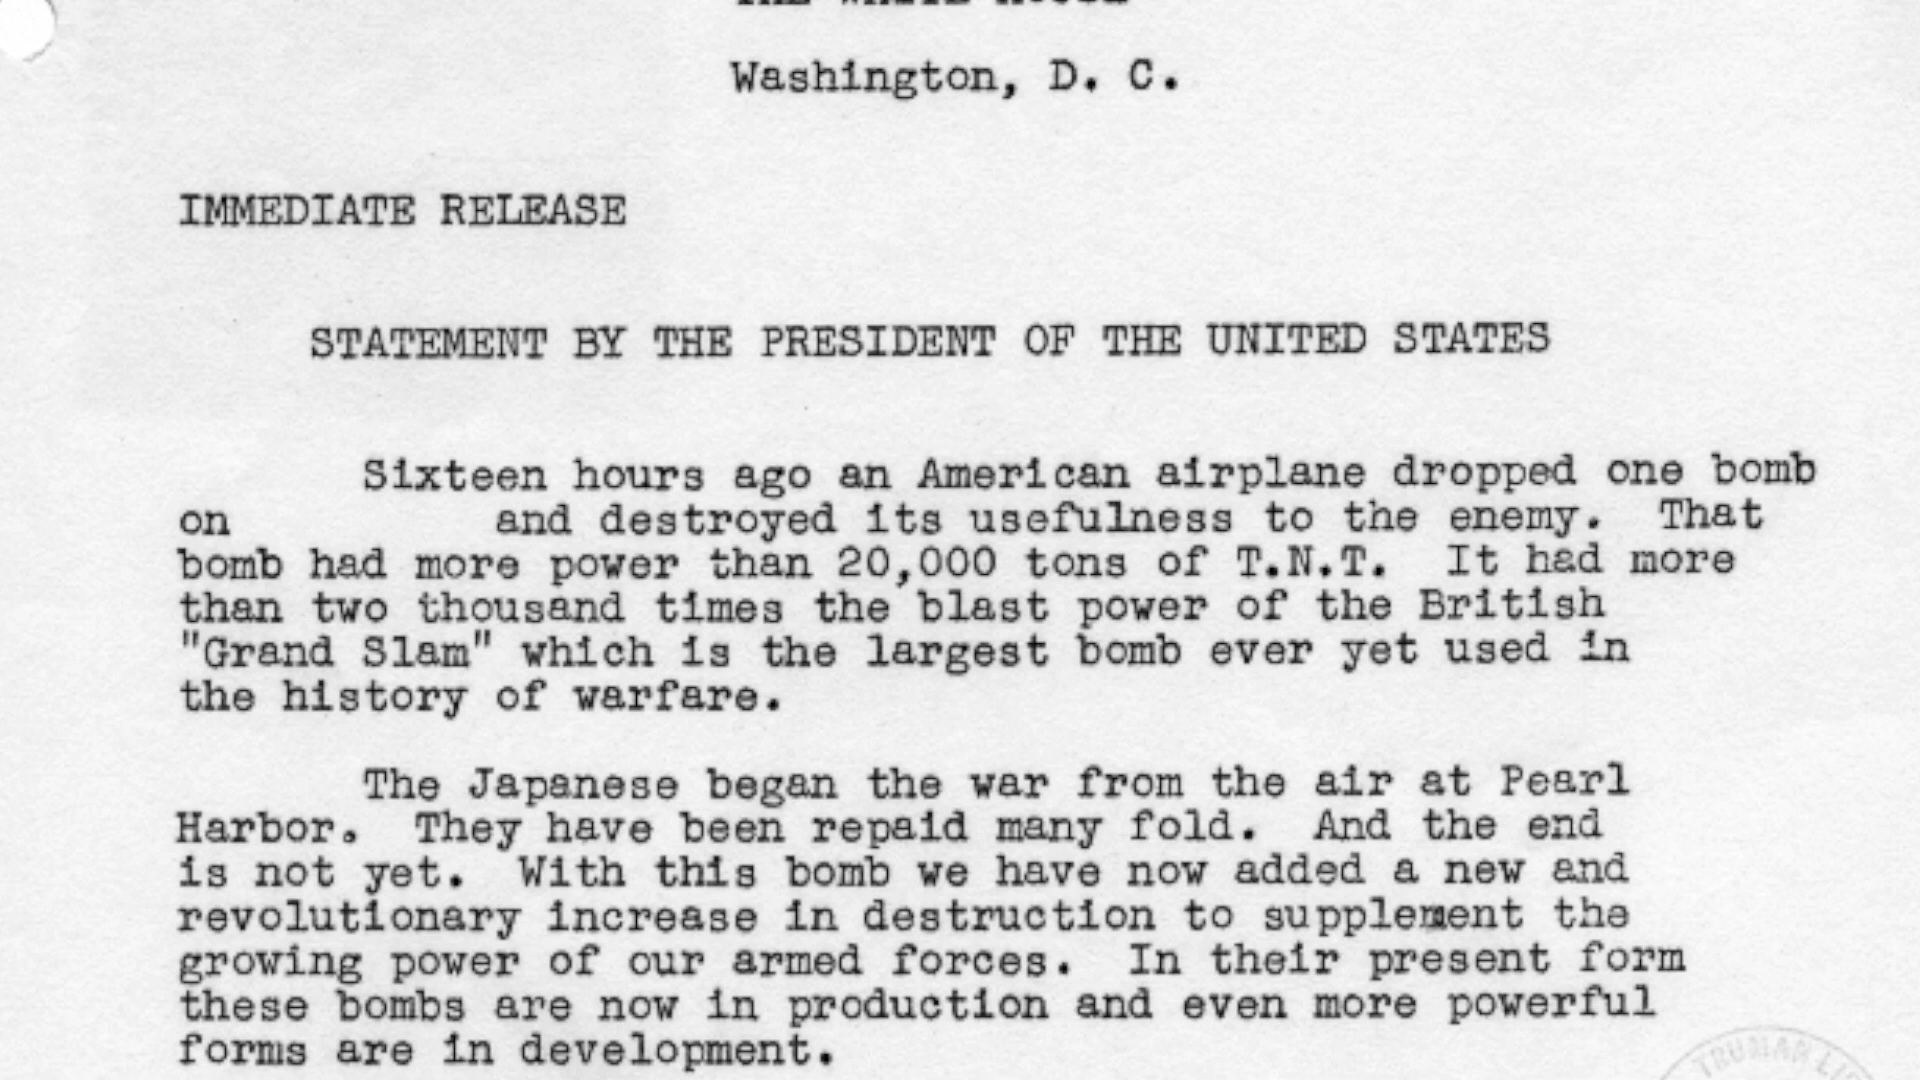 THE WHITE HOUSE
Washington, D. C.
IMMEDIATE RELEASE
STATEMENT BY THE PRESIDENT OF THE UNITED STATES
Sixteen hours ago an American airplane dropped one bomb
on and destroyed its usefulness to the enemy. That
bomb had more power than 20,000 tons of T.N.T. It had more
than two thousand times the blast power of the British
"Grand Slam" which is the largest bomb ever yet used in
the history of warfare.
The Japanese began the war from the air at Pearl
Harbor. They have been repaid many fold. And the end
is not yet. With this bomb we have now added a new and
revolutionary increase in destruction to supplement the
growing power of our armed forces. In their present form
these bombs are now in production and even more powerful
forms are in development.
TRUMAN